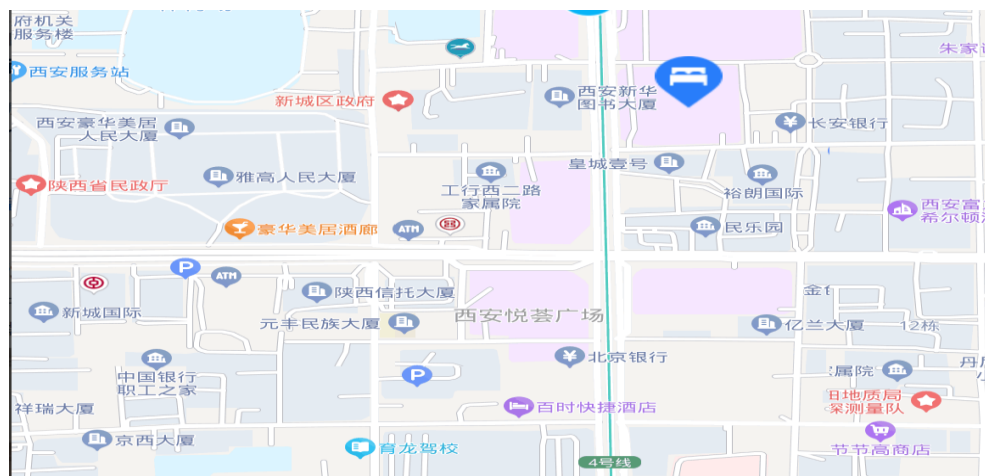 府机关
服务楼
朱家
西安服务站
新城区政府
西安新华
图书大厦
西安豪华美居
人民大厦
长安银行
皇城壹号
陕西省民政厅
雅高人民大厦
工行西二路
家属院
裕朗国际
西安富
希尔顿
豪华美居酒廊
ATM
民乐园
P
ATM
陕西信托大厦
新城国际
元丰民族大厦
西安悦荟广场
亿兰大厦
12栋
中国银行
职工之家
P
北京银行
家属院
祥瑞大厦
百时快捷酒店
地质局
探测量队
京西大厦
育龙驾校
4号线
节节高商店